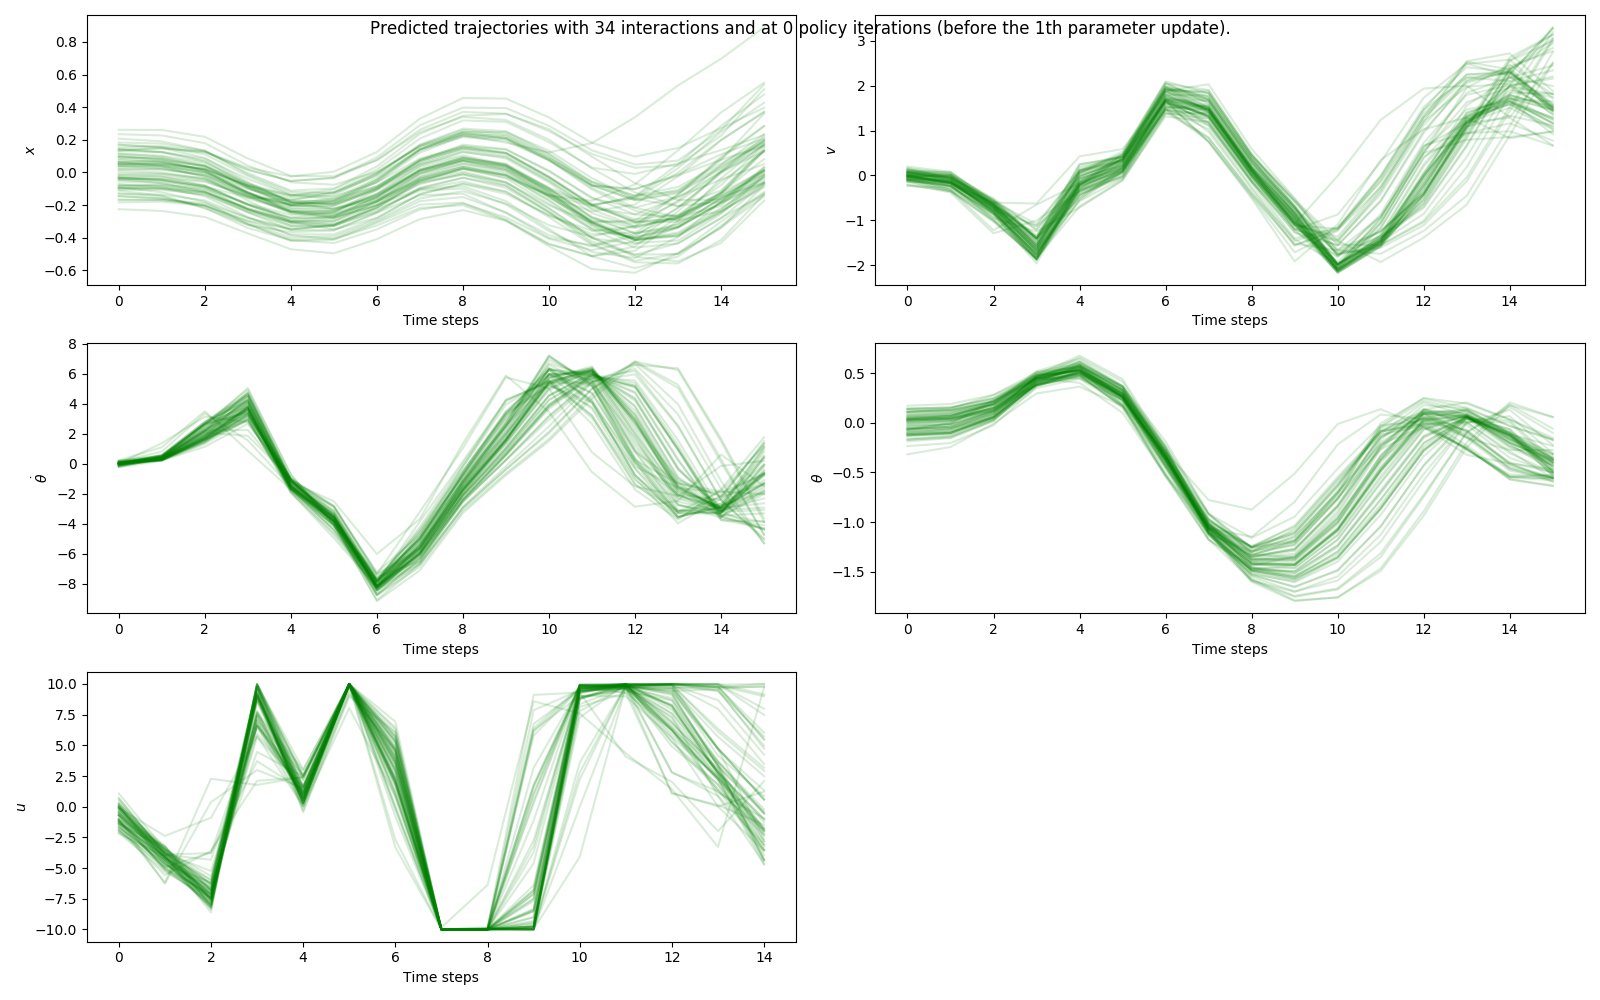 Predicted trajectories with 34 interactions and at 0 policy iterations (before the 1th parameter update).
0.8
0.6
0.4
0.2
0.0
−0.2
−0.4
−0.6
x
0 2 4 6 8 10 12 14
Time steps
3
2
1
0
−1
−2
v
0 2 4 6 8 10 12 14
Time steps
8
6
4
2
0
−2
−4
−6
−8
θ̇
0 2 4 6 8 10 12 14
Time steps
0.5
0.0
−0.5
−1.0
−1.5
θ
0 2 4 6 8 10 12 14
Time steps
10.0
7.5
5.0
2.5
0.0
−2.5
−5.0
−7.5
−10.0
u
0 2 4 6 8 10 12 14
Time steps